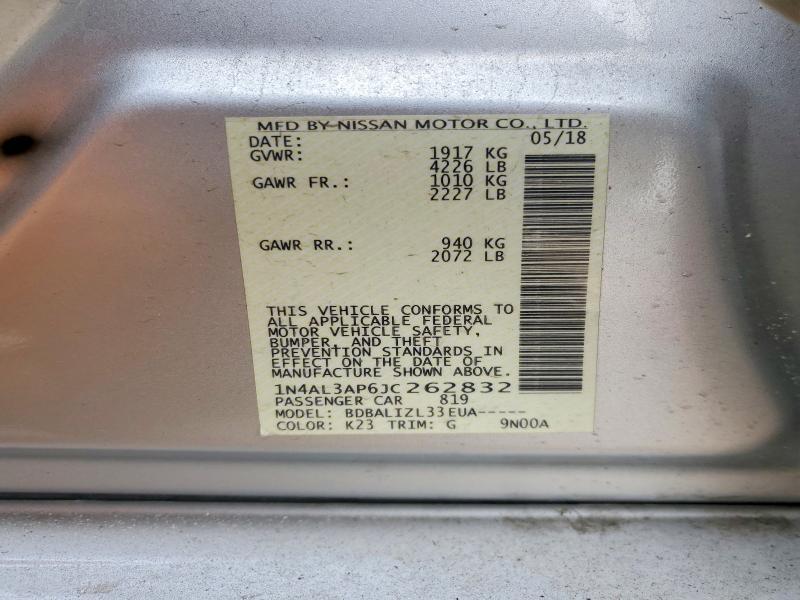 MFD BY NISSAN MOTOR CO., LTD.
DATE: 05/18
GVWR: 1917 KG
4226 LB
GAWR FR.: 1010 KG
2227 LB
GAWR RR.: 940 KG
2072 LB
THIS VEHICLE CONFORMS TO
ALL APPLICABLE FEDERAL
MOTOR VEHICLE SAFETY,
BUMPER, AND THEFT
PREVENTION STANDARDS IN
EFFECT ON THE DATE OF
MANUFACTURE SHOWN ABOVE.
1N4AL3AP6JC262832
PASSENGER CAR 819
MODEL: BDBALIZL33EUA-----
COLOR: K23 TRIM: G 9N00A